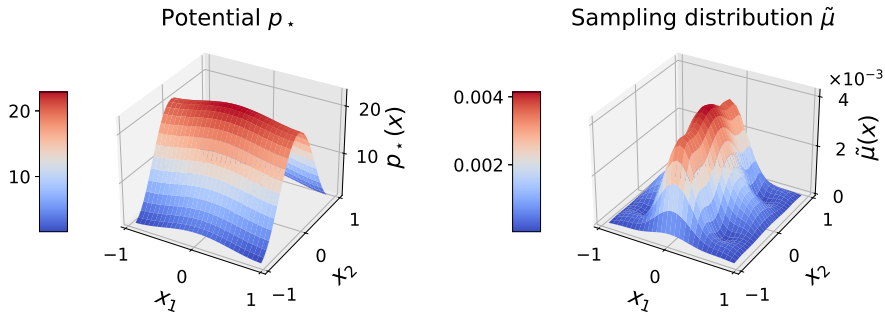 Potential p⋆
20
10
−1
0
1
x1
−1
0
1
x2
10
20
p⋆(x)
Sampling distribution μ̃
0.004
0.002
−1
0
1
x1
−1
0
1
x2
0
2
4
×10−3
μ̃(x)